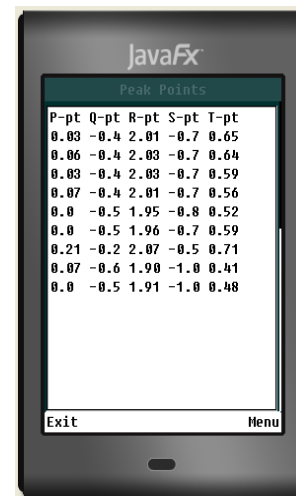 JavaFx
Peak Points
P-pt Q-pt R-pt S-pt T-pt
0.03 -0.4 2.01 -0.7 0.65
0.06 -0.4 2.03 -0.7 0.64
0.03 -0.4 2.03 -0.7 0.59
0.07 -0.4 2.01 -0.7 0.56
0.0 -0.5 1.95 -0.8 0.52
0.0 -0.5 1.96 -0.7 0.59
0.21 -0.2 2.07 -0.5 0.71
0.07 -0.6 1.90 -1.0 0.41
0.0 -0.5 1.91 -1.0 0.48
Exit Menu